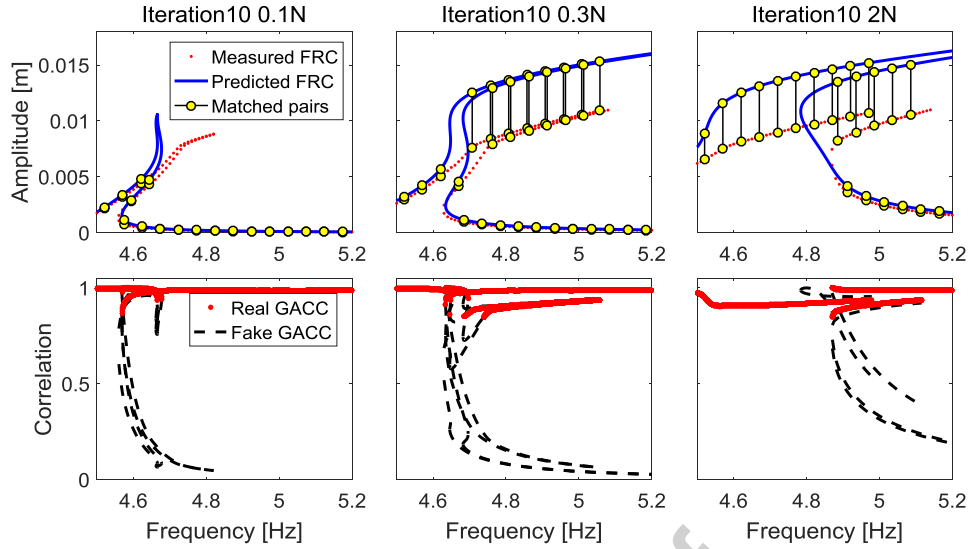 Iteration10 0.1N
Iteration10 0.3N
Iteration10 2N
Amplitude [m]
0.015
0.01
0.005
0
Measured FRC
Predicted FRC
Matched pairs
4.6 4.8 5 5.2
4.6 4.8 5 5.2
4.6 4.8 5 5.2
Correlation
1
0.5
0
Real GACC
Fake GACC
4.6 4.8 5 5.2
4.6 4.8 5 5.2
4.6 4.8 5 5.2
Frequency [Hz]
Frequency [Hz]
Frequency [Hz]